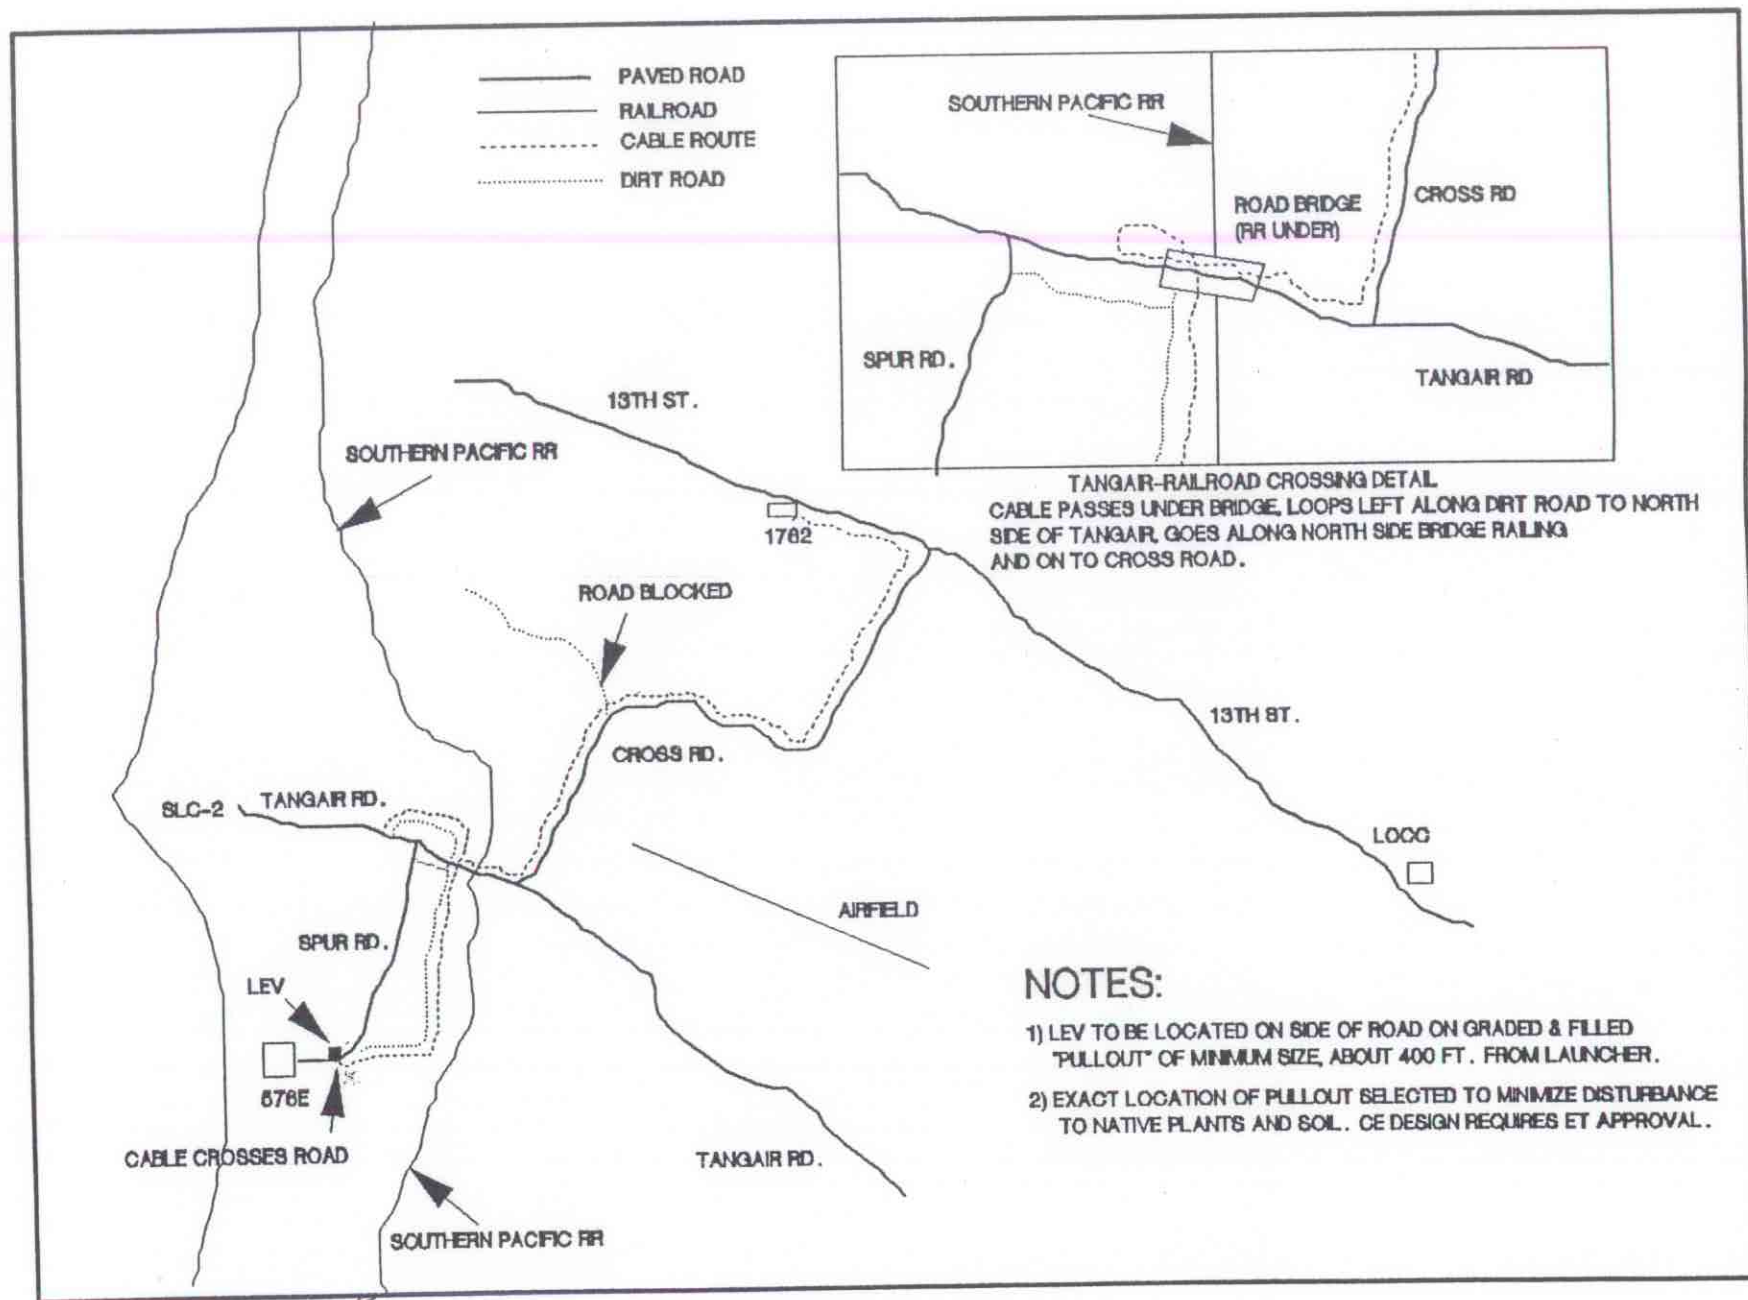 PAVED ROAD
RAILROAD
CABLE ROUTE
DIRT ROAD
SOUTHERN PACIFIC RR
ROAD BRIDGE
(RR UNDER)
CROSS RD
SPUR RD.
TANGAIR RD
TANGAIR-RAILROAD CROSSING DETAIL
CABLE PASSES UNDER BRIDGE, LOOPS LEFT ALONG DIRT ROAD TO NORTH
SIDE OF TANGAIR, GOES ALONG NORTH SIDE BRIDGE RAILING
AND ON TO CROSS ROAD.
13TH ST.
SOUTHERN PACIFIC RR
1762
ROAD BLOCKED
13TH ST.
CROSS RD.
SLC-2
TANGAIR RD.
LOCC
AIRFIELD
SPUR RD.
LEV
576E
CABLE CROSSES ROAD
TANGAIR RD.
SOUTHERN PACIFIC RR
NOTES:
1) LEV TO BE LOCATED ON SIDE OF ROAD ON GRADED & FILLED
"PULLOUT" OF MINIMUM SIZE, ABOUT 400 FT. FROM LAUNCHER.
2) EXACT LOCATION OF PULLOUT SELECTED TO MINIMIZE DISTURBANCE
TO NATIVE PLANTS AND SOIL. CE DESIGN REQUIRES ET APPROVAL.